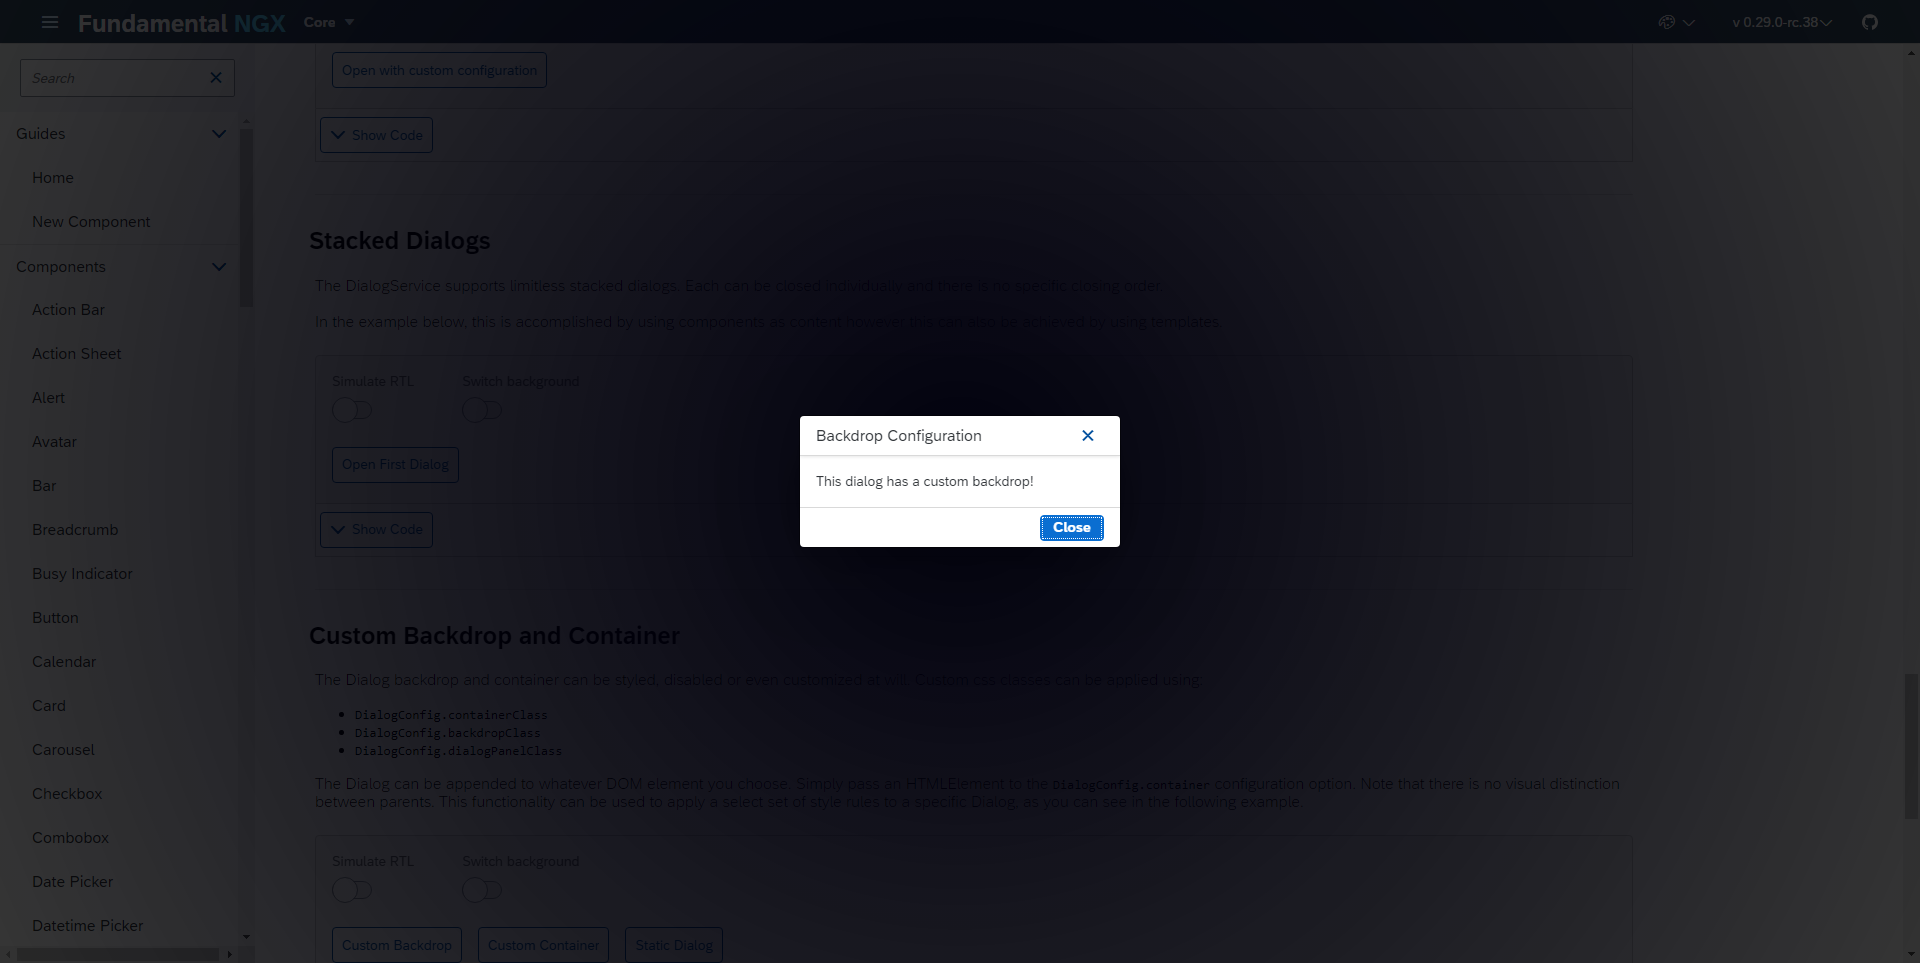 Fundamental NGX
Core
v 0.29.0-rc.38
Search
Guides
Home
New Component
Components
Action Bar
Action Sheet
Alert
Avatar
Bar
Breadcrumb
Busy Indicator
Button
Calendar
Card
Carousel
Checkbox
Combobox
Date Picker
Datetime Picker
Open with custom configuration
Show Code
Stacked Dialogs
The DialogService supports limitless stacked dialogs. Each can be closed individually and there is no specific closing order.
In the example below, this is accomplished by using components as content however this can also be achieved by using templates.
Simulate RTL
Switch background
Open First Dialog
Show Code
Backdrop Configuration
This dialog has a custom backdrop!
Close
Custom Backdrop and Container
The Dialog backdrop and container can be styled, disabled or even customized at will. Custom css classes can be applied using
DialogConfig.containerClass
DialogConfig.backdropClass
DialogConfig.dialogPanelClass
The Dialog can be appended to whatever DOM element you choose. Simply pass an HTMLElement to the DialogConfig.container configuration option. Note that there is no visual distinction
between parents. This functionality can be used to apply a select set of style rules to a specific Dialog, as you can see in the following example.
Simulate RTL
Switch background
Custom Backdrop
Custom Container
Static Dialog